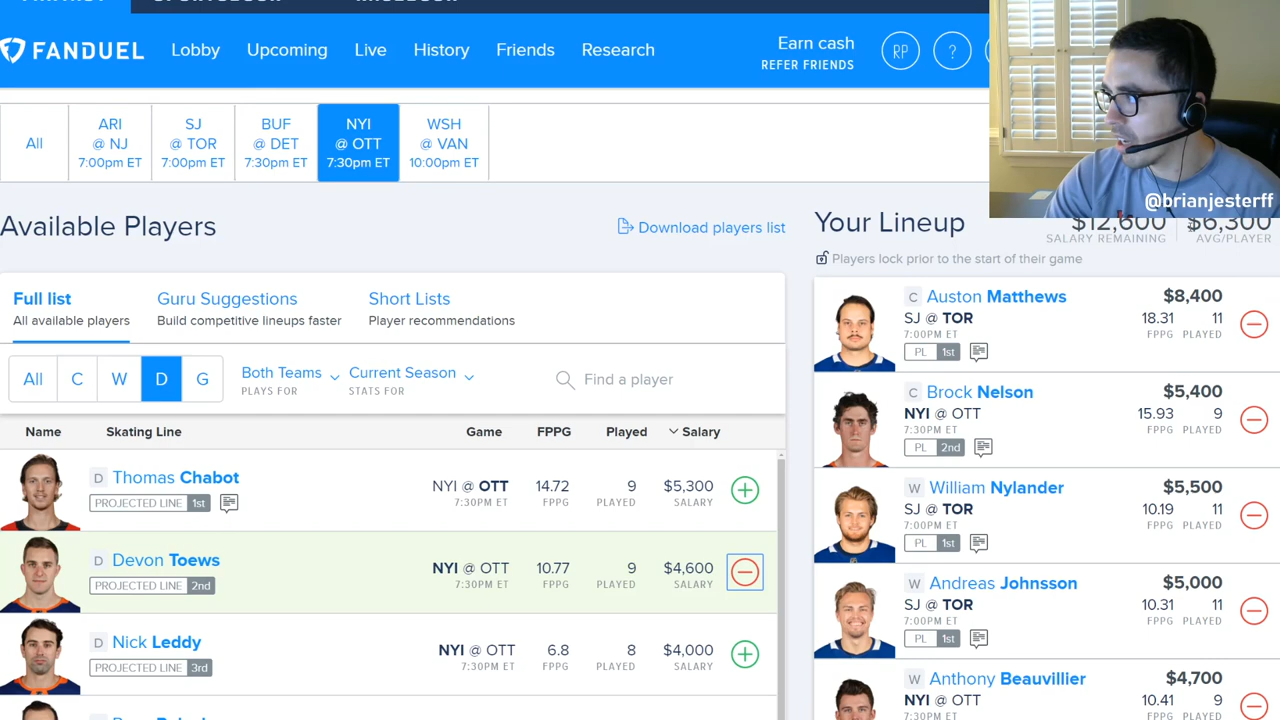 FANDUEL
Lobby
Upcoming
Live
History
Friends
Research
Earn cash
REFER FRIENDS
RP
?
All
ARI
@ NJ
7:00pm ET
SJ
@ TOR
7:00pm ET
BUF
@ DET
7:30pm ET
NYI
@ OTT
7:30pm ET
WSH
@ VAN
10:00pm ET
@brianjesterff
Available Players
Download players list
Full list
All available players
Guru Suggestions
Build competitive lineups faster
Short Lists
Player recommendations
All
C
W
D
G
Both Teams
PLAYS FOR
Current Season
STATS FOR
Find a player
Name
Skating Line
Game
FPPG
Played
Salary
D Thomas Chabot
PROJECTED LINE 1st
NYI @ OTT
7:30PM ET
14.72
FPPG
9
PLAYED
$5,300
SALARY
D Devon Toews
PROJECTED LINE 2nd
NYI @ OTT
7:30PM ET
10.77
FPPG
9
PLAYED
$4,600
SALARY
D Nick Leddy
PROJECTED LINE 3rd
NYI @ OTT
7:30PM ET
6.8
FPPG
8
PLAYED
$4,000
SALARY
Your Lineup
$12,600
SALARY REMAINING
$6,300
AVG/PLAYER
Players lock prior to the start of their game
C Auston Matthews
SJ @ TOR
7:00PM ET
PL 1st
$8,400
18.31 11
FPPG PLAYED
C Brock Nelson
NYI @ OTT
7:30PM ET
PL 2nd
$5,400
15.93 9
FPPG PLAYED
W William Nylander
SJ @ TOR
7:00PM ET
PL 1st
$5,500
10.19 11
FPPG PLAYED
W Andreas Johnsson
SJ @ TOR
7:00PM ET
PL 1st
$5,000
10.31 11
FPPG PLAYED
W Anthony Beauvillier
NYI @ OTT
7:30PM ET
$4,700
10.41 9
FPPG PLAYED